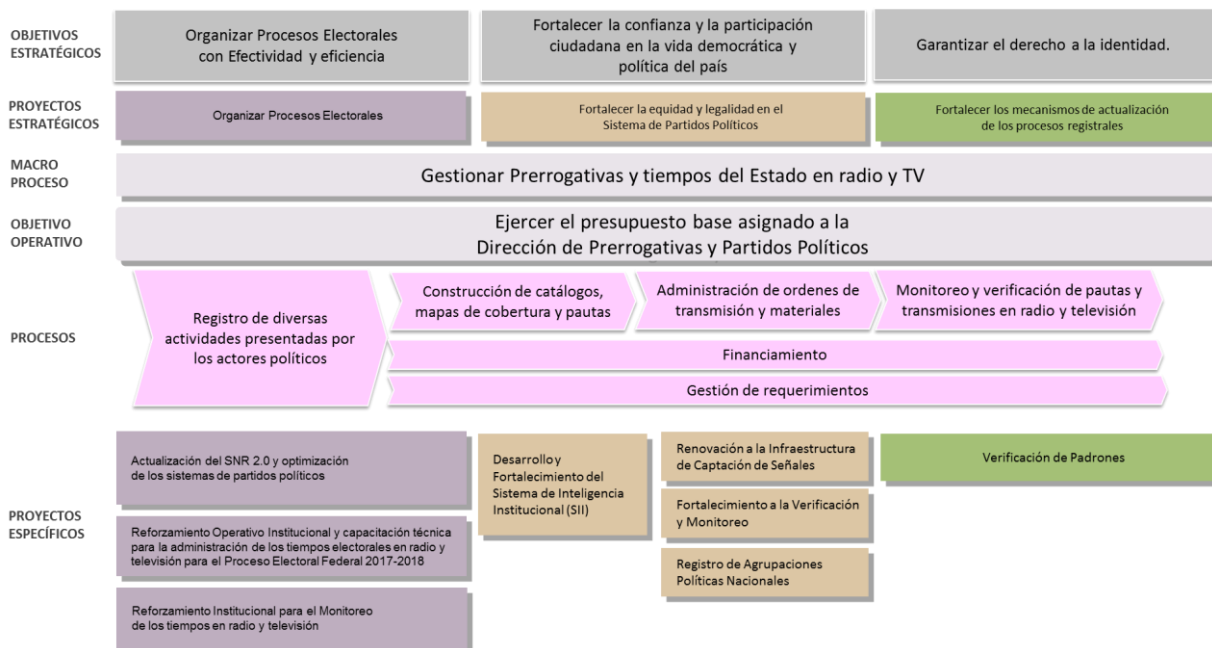 OBJETIVOS
ESTRATÉGICOS
Organizar Procesos Electorales
con Efectividad y eficiencia
Fortalecer la confianza y la participación
ciudadana en la vida democrática y
política del país
Garantizar el derecho a la identidad.
PROYECTOS
ESTRATÉGICOS
Organizar Procesos Electorales
Fortalecer la equidad y legalidad en el
Sistema de Partidos Políticos
Fortalecer los mecanismos de actualización
de los procesos registrales
MACRO
PROCESO
Gestionar Prerrogativas y tiempos del Estado en radio y TV
OBJETIVO
OPERATIVO
Ejercer el presupuesto base asignado a la
Dirección de Prerrogativas y Partidos Políticos
PROCESOS
Registro de diversas
actividades presentadas por
los actores políticos
Construcción de catálogos,
mapas de cobertura y pautas
Administración de ordenes de
transmisión y materiales
Monitoreo y verificación de pautas y
transmisiones en radio y televisión
Financiamiento
Gestión de requerimientos
PROYECTOS
ESPECÍFICOS
Actualización del SNR 2.0 y optimización
de los sistemas de partidos políticos
Reforzamiento Operativo Institucional y capacitación técnica
para la administración de los tiempos electorales en radio y
televisión para el Proceso Electoral Federal 2017-2018
Reforzamiento Institucional para el Monitoreo
de los tiempos en radio y televisión
Desarrollo y
Fortalecimiento del
Sistema de Inteligencia
Institucional (SII)
Renovación a la Infraestructura
de Captación de Señales
Fortalecimiento a la Verificación
y Monitoreo
Registro de Agrupaciones
Políticas Nacionales
Verificación de Padrones